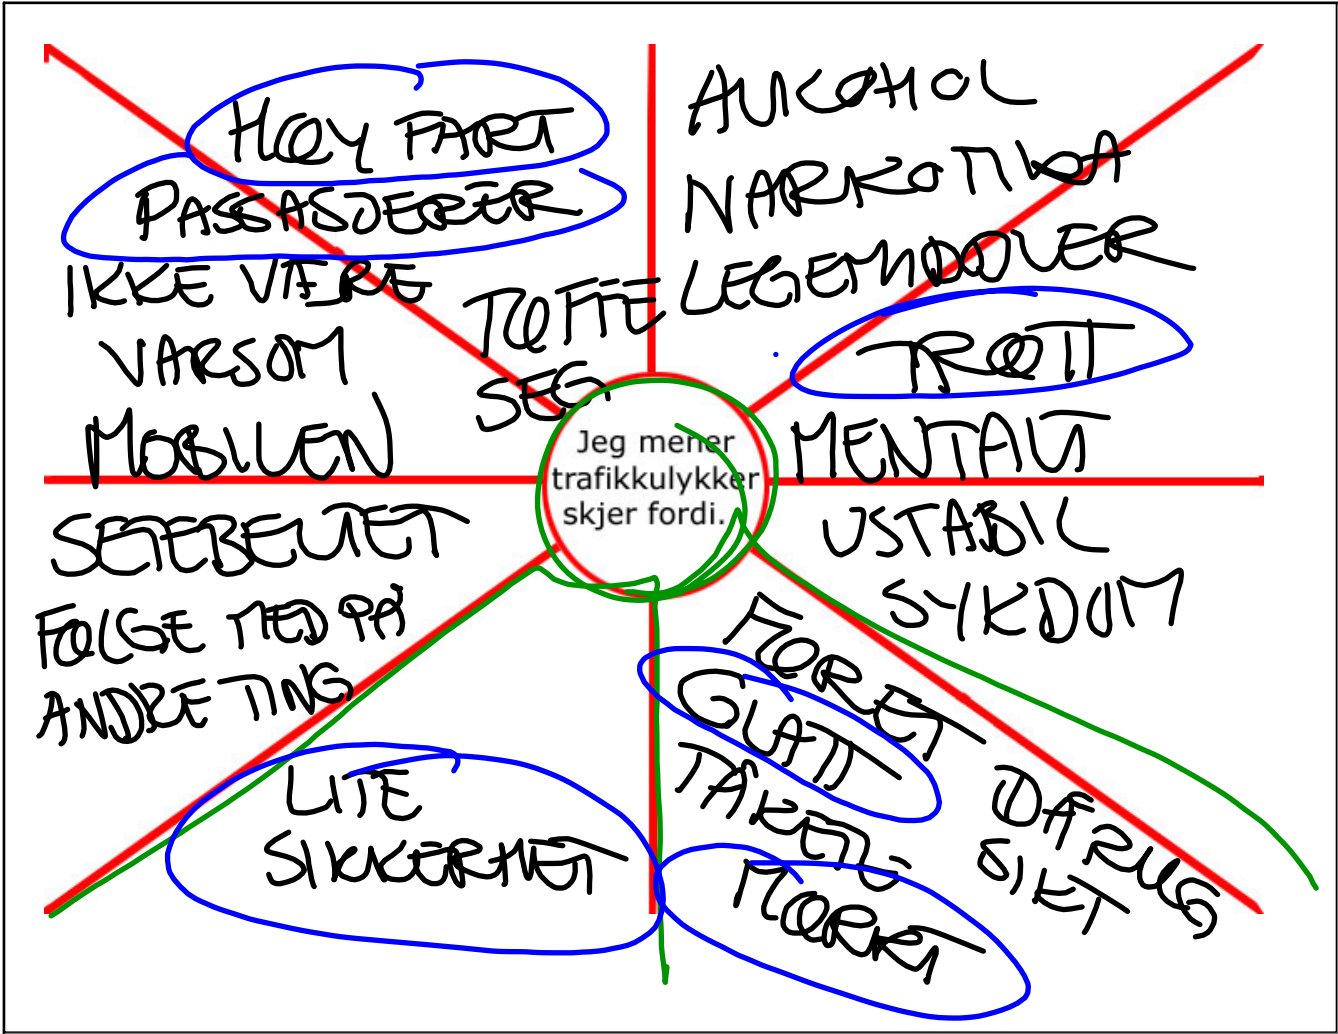 HØY FART
PASSASJERER
IKKE VÆRE
VARSOM
MOBILEN
TØFFE
SEG
ALKOHOL
NARKOTIKA
LEGEMIDDLER
TRØTT
MENTALT
USTABIL
SYKDOM
Jeg mener
trafikkulykker
skjer fordi.
SETEBELTET
FØLGE MED PÅ
ANDRE TING
LITE
SIKKERHET
FØRET
GLATT
TÅKETE
MØRKT
DÅRLIG
SIKT